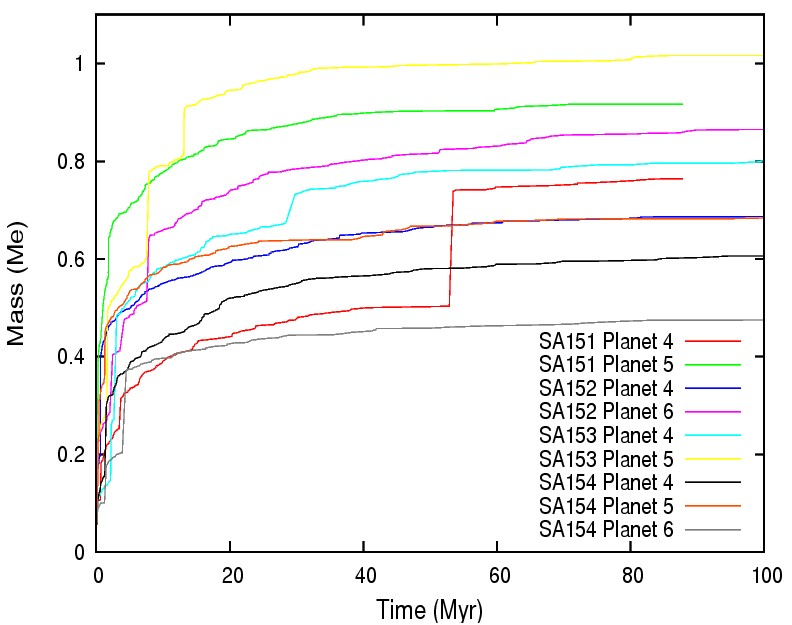 Mass (Me)
1
0.8
0.6
0.4
0.2
0
SA151 Planet 4
SA151 Planet 5
SA152 Planet 4
SA152 Planet 6
SA153 Planet 4
SA153 Planet 5
SA154 Planet 4
SA154 Planet 5
SA154 Planet 6
0 20 40 60 80 100
Time (Myr)